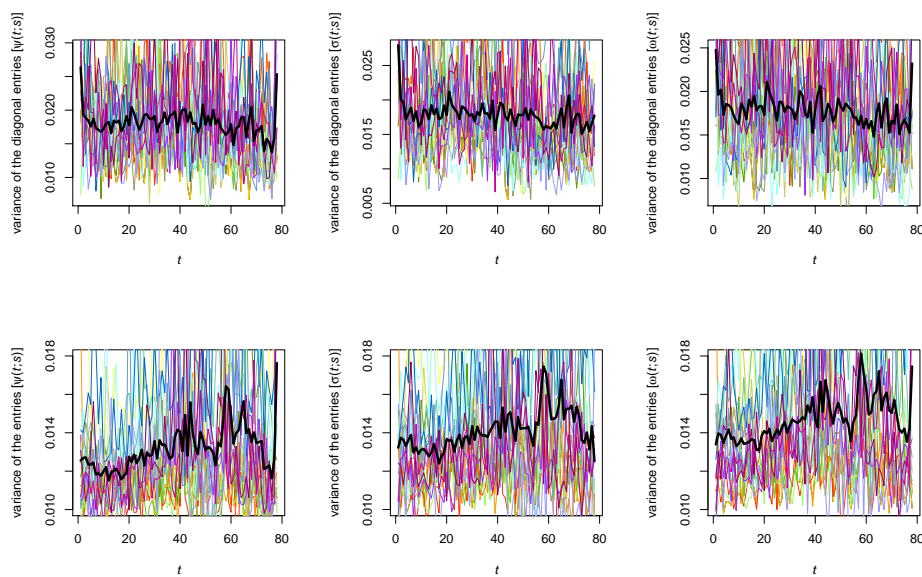 variance of the diagonal entries [ψ(t;s)]
0.010 0.020 0.030
0 20 40 60 80
t
variance of the diagonal entries [σ(t;s)]
0.005 0.015 0.025
0 20 40 60 80
t
variance of the diagonal entries [ω(t;s)]
0.010 0.015 0.020 0.025
0 20 40 60 80
t
variance of the entries [ψ(t;s)]
0.010 0.014 0.018
0 20 40 60 80
t
variance of the entries [σ(t;s)]
0.010 0.014 0.018
0 20 40 60 80
t
variance of the entries [ω(t;s)]
0.010 0.014 0.018
0 20 40 60 80
t